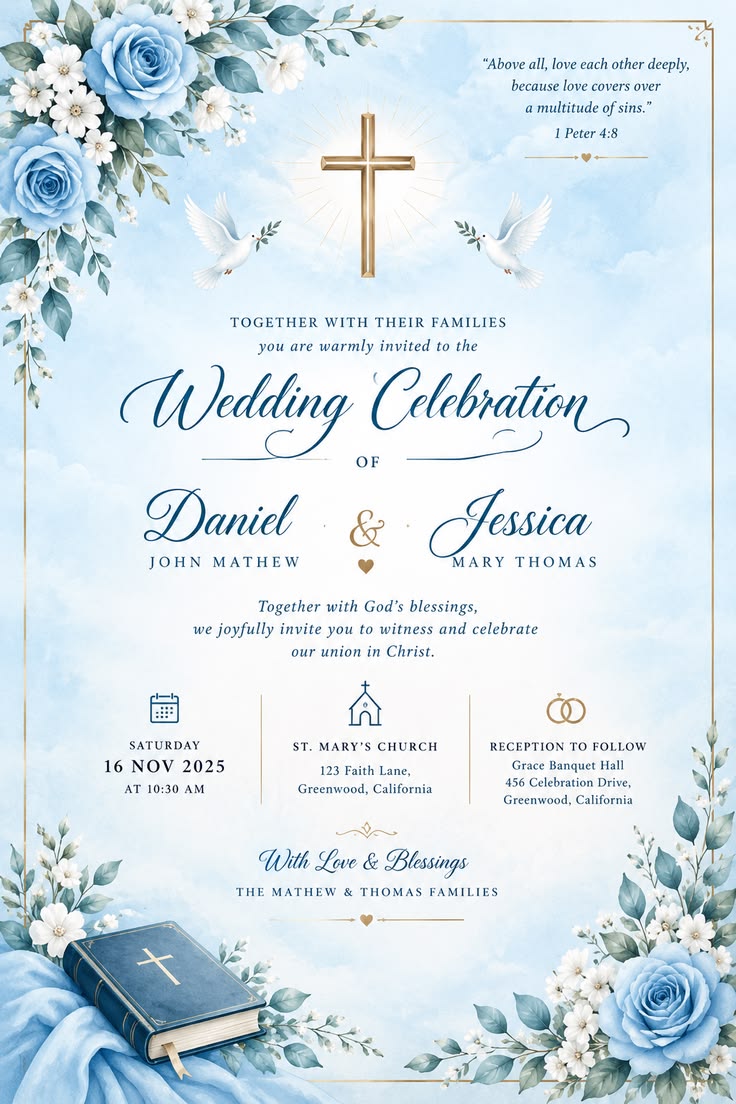 “Above all, love each other deeply,
because love covers over
a multitude of sins.”
1 Peter 4:8
TOGETHER WITH THEIR FAMILIES
you are warmly invited to the
Wedding Celebration
OF
Daniel & Jessica
JOHN MATHEW MARY THOMAS
Together with God’s blessings,
we joyfully invite you to witness and celebrate
our union in Christ.
SATURDAY
16 NOV 2025
AT 10:30 AM
ST. MARY’S CHURCH
123 Faith Lane,
Greenwood, California
RECEPTION TO FOLLOW
Grace Banquet Hall
456 Celebration Drive,
Greenwood, California
With Love & Blessings
THE MATHEW & THOMAS FAMILIES